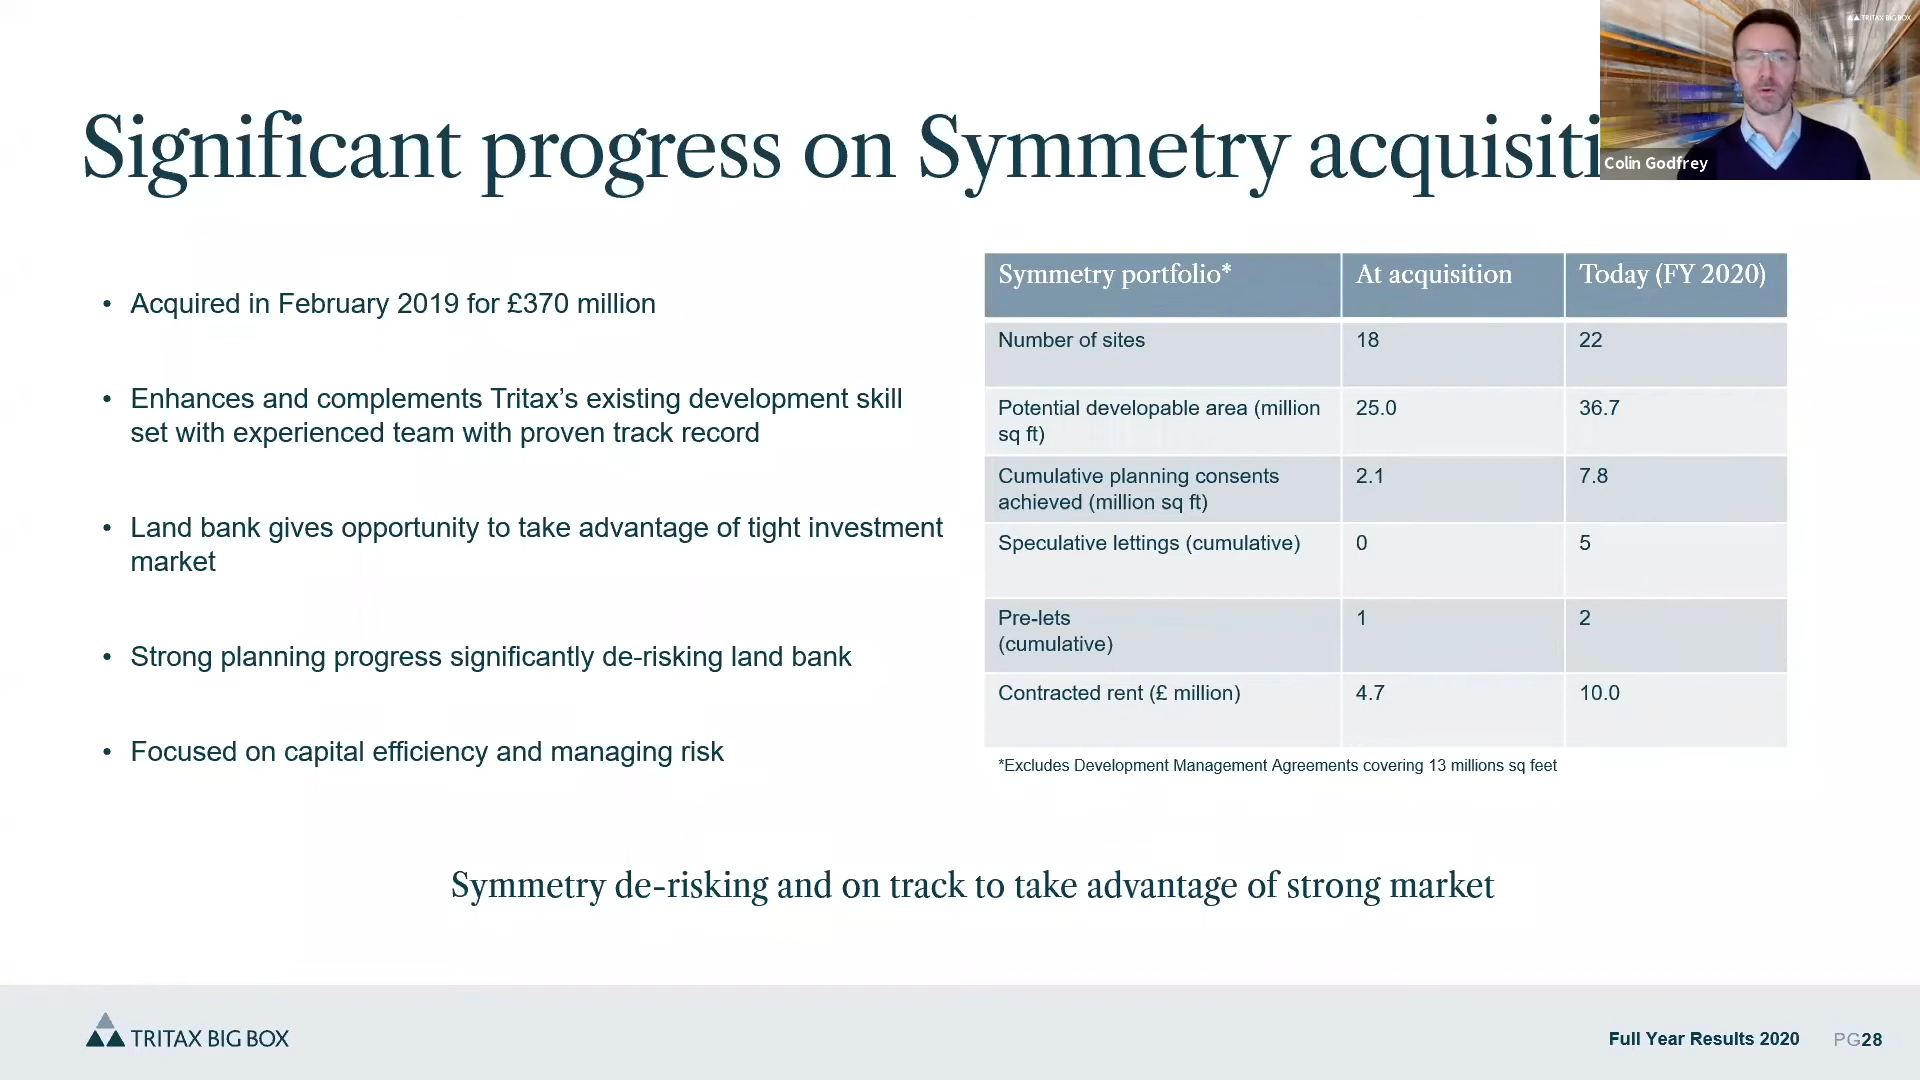 TRITAX BIG BOX
Significant progress on Symmetry acquisiti
Colin Godfrey
• Acquired in February 2019 for £370 million
• Enhances and complements Tritax’s existing development skill
set with experienced team with proven track record
• Land bank gives opportunity to take advantage of tight investment
market
• Strong planning progress significantly de-risking land bank
• Focused on capital efficiency and managing risk
Symmetry portfolio* At acquisition Today (FY 2020)
Number of sites 18 22
Potential developable area (million 25.0 36.7
sq ft)
Cumulative planning consents 2.1 7.8
achieved (million sq ft)
Speculative lettings (cumulative) 0 5
Pre-lets 1 2
(cumulative)
Contracted rent (£ million) 4.7 10.0
*Excludes Development Management Agreements covering 13 millions sq feet
Symmetry de-risking and on track to take advantage of strong market
TRITAX BIG BOX
Full Year Results 2020 PG28